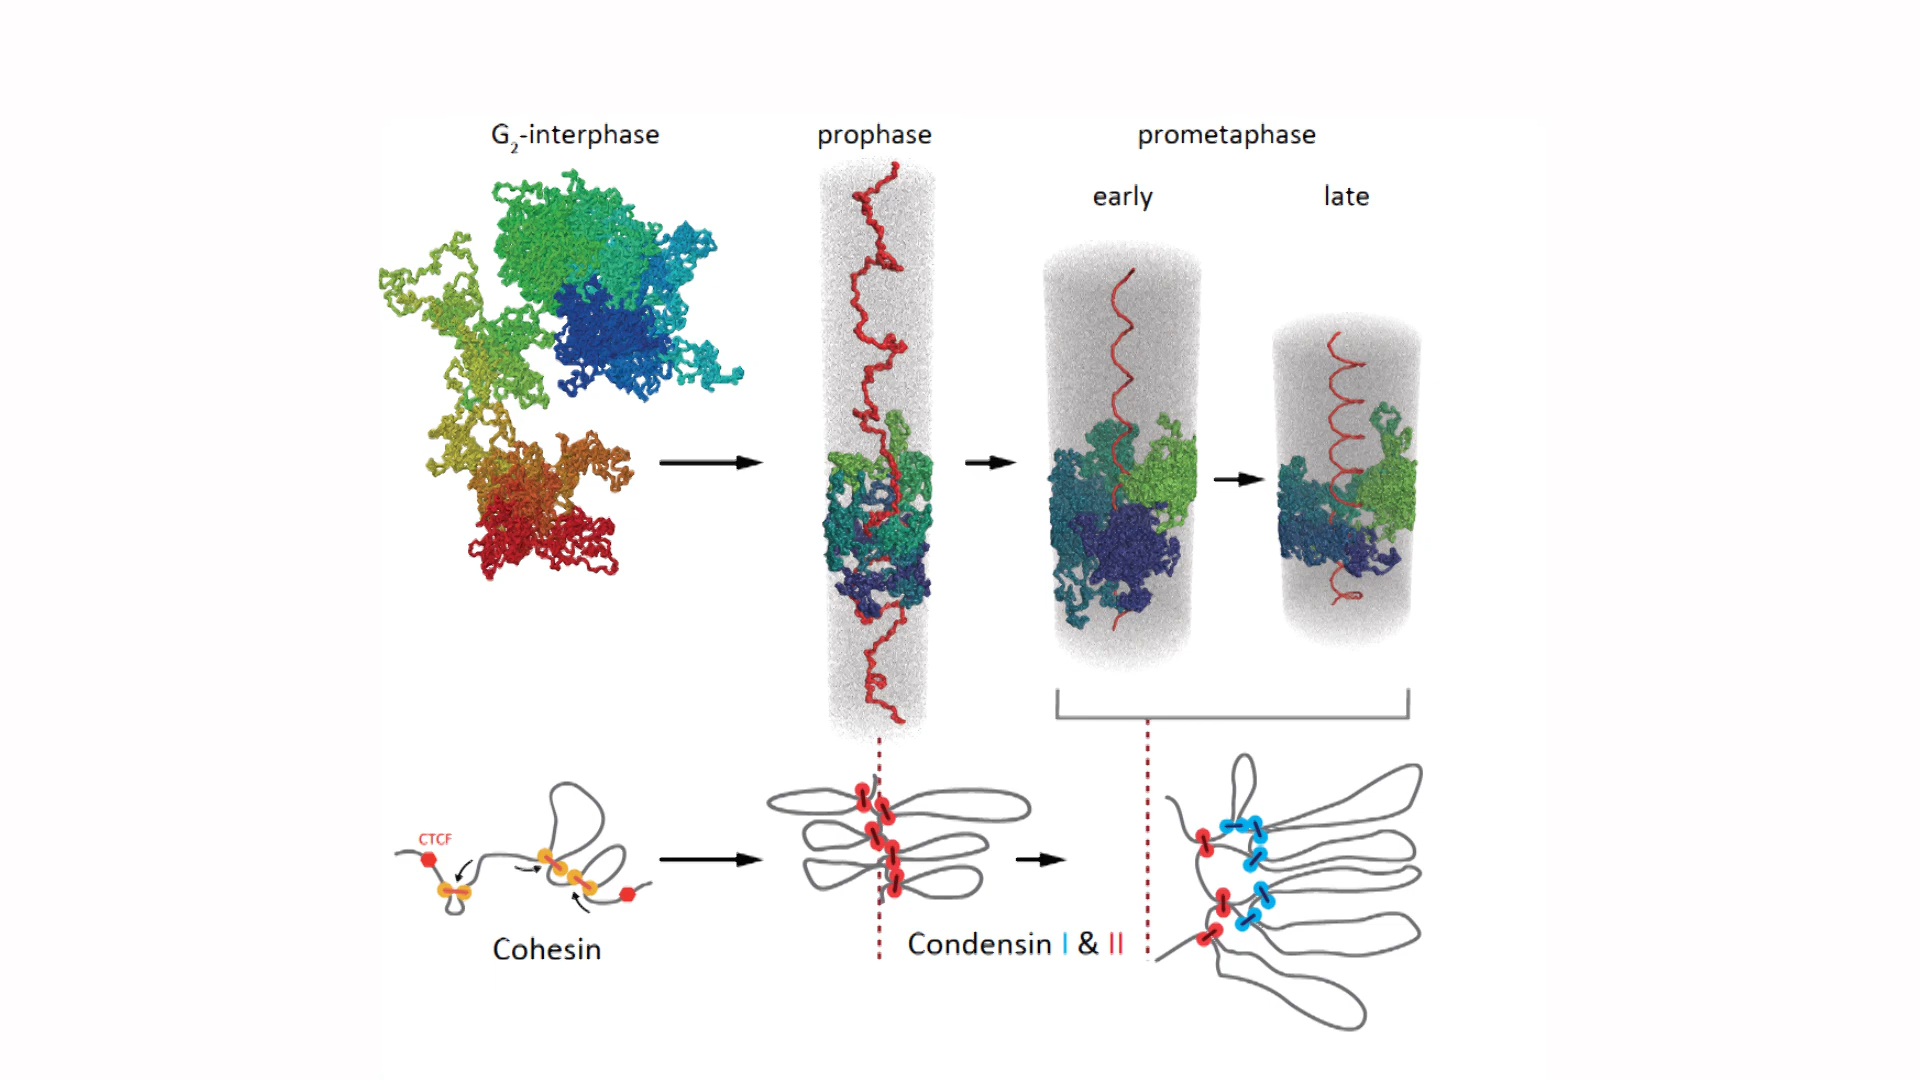 G₂-interphase
prophase
prometaphase
early
late
CTCF
Cohesin
Condensin I & II